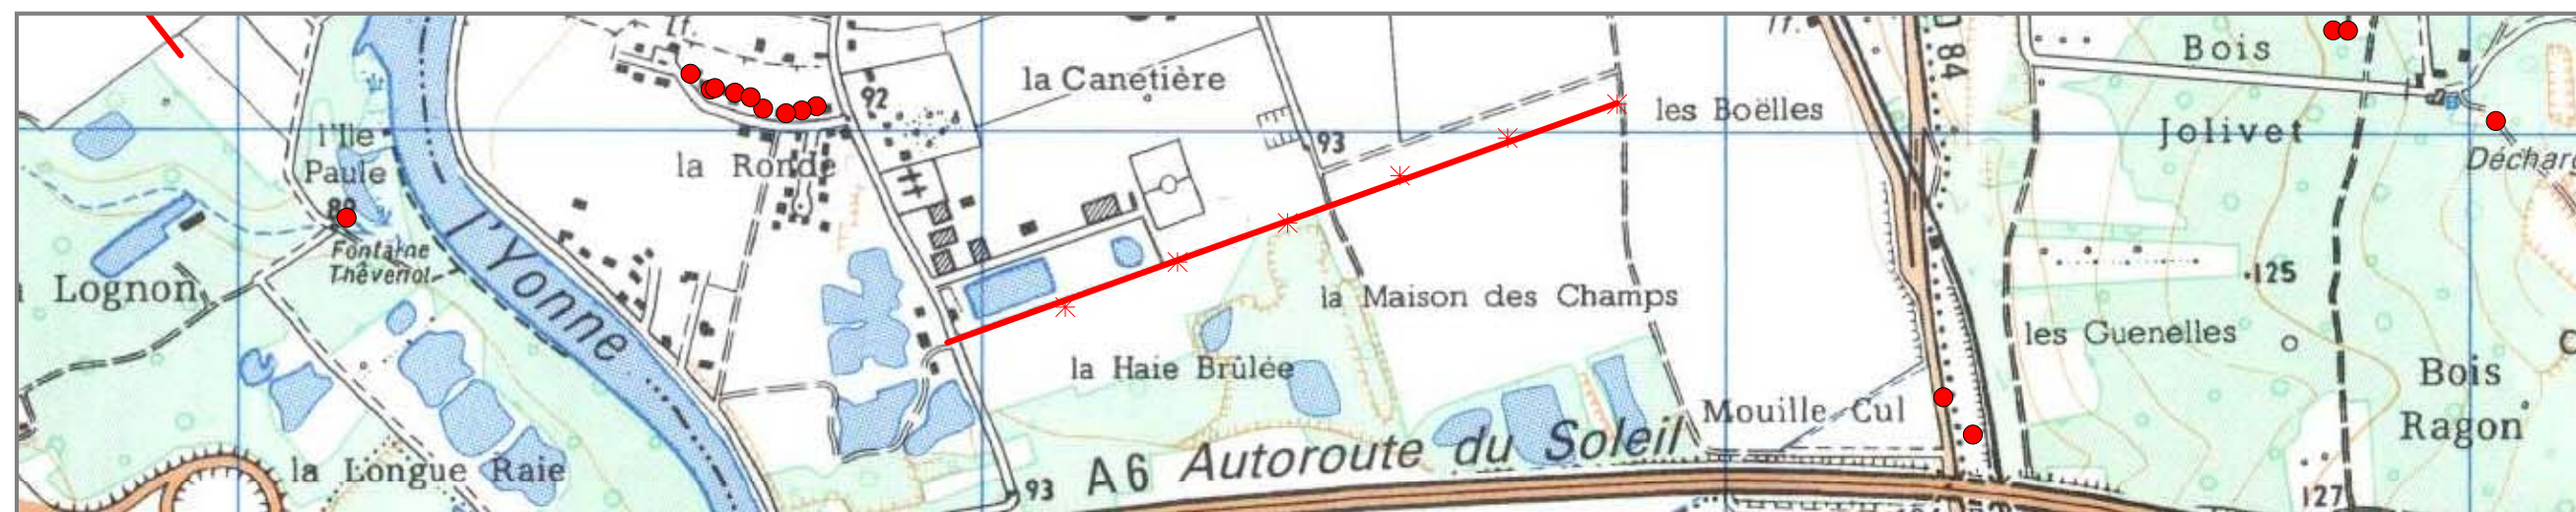 84
Bois
la Canetière
92
les Boëlles
l'Ile
Paule
93
Jolivet
la Ronde
Décharg
Fontaine
Thêvenot
l'Yonne
125
Lognon
la Maison des Champs
les Guenelles
la Haie Brûlée
Bois
Ragon
Mouille Cul
A 6 Autoroute du Soleil
la Longue Raie
93
127